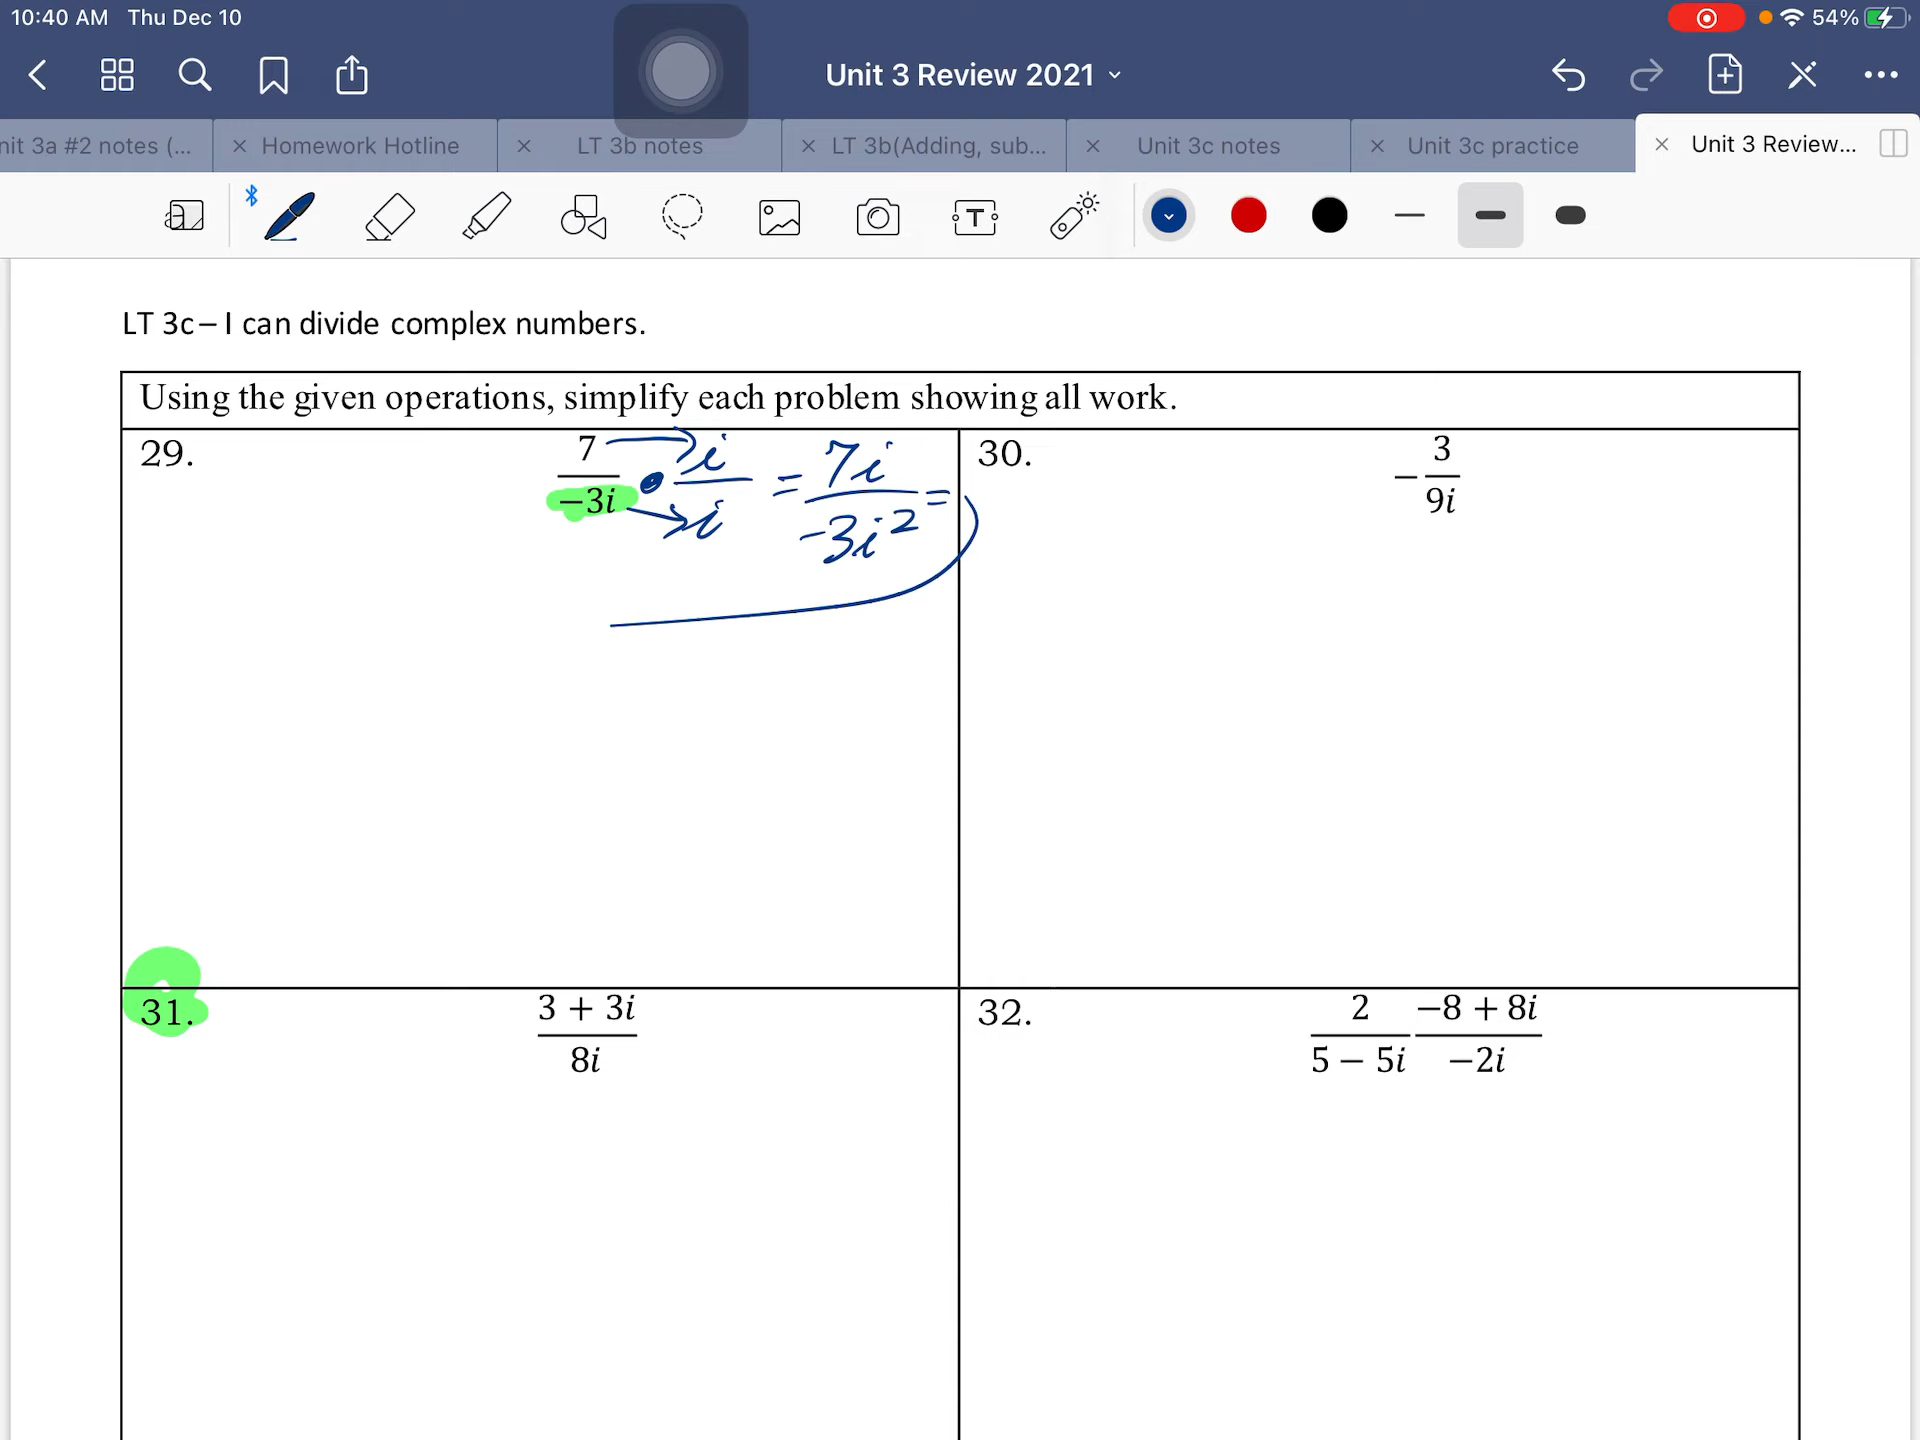 10:40 AM Thu Dec 10
54%
Unit 3 Review 2021
nit 3a #2 notes (...
Homework Hotline
LT 3b notes
LT 3b(Adding, sub...
Unit 3c notes
Unit 3c practice
Unit 3 Review...
LT 3c – I can divide complex numbers.
Using the given operations, simplify each problem showing all work.
29. 7/−3i • i/i = 7i/−3i² =
30. −3/9i
31. (3 + 3i)/8i
32. 2/(5 − 5i) (−8 + 8i)/−2i